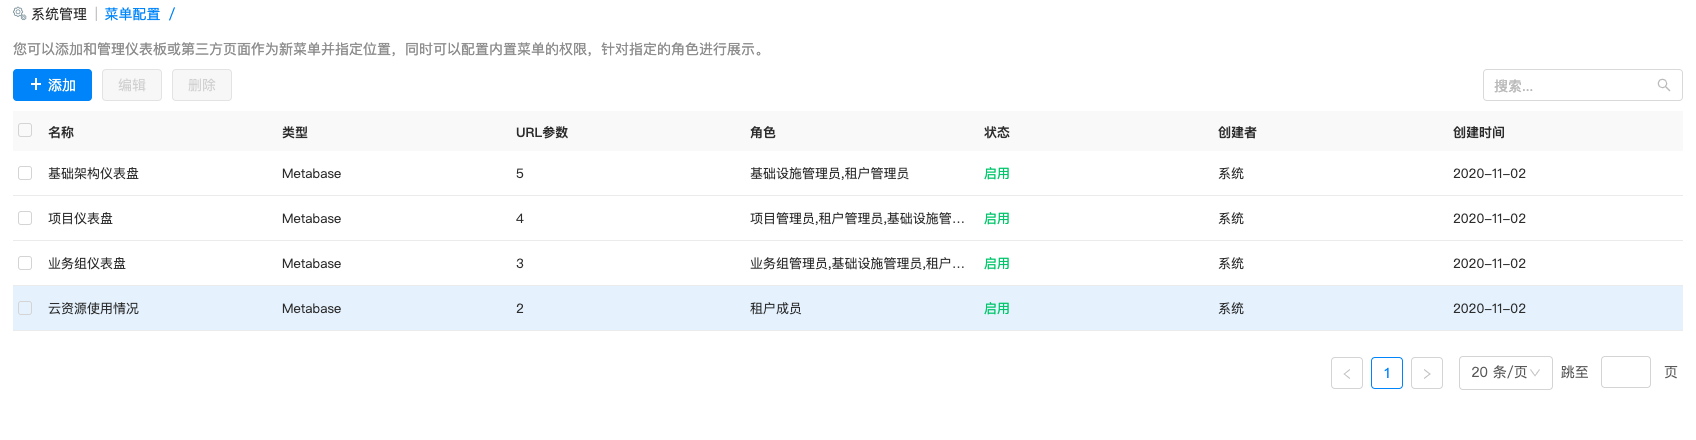 系统管理 | 菜单配置 /
您可以添加和管理仪表板或第三方页面作为新菜单并指定位置，同时可以配置内置菜单的权限，针对指定的角色进行展示。
+ 添加 编辑 删除 搜索...
名称 类型 URL参数 角色 状态 创建者 创建时间
基础架构仪表盘 Metabase 5 基础设施管理员,租户管理员 启用 系统 2020-11-02
项目仪表盘 Metabase 4 项目管理员,租户管理员,基础设施管... 启用 系统 2020-11-02
业务组仪表盘 Metabase 3 业务组管理员,基础设施管理员,租户... 启用 系统 2020-11-02
云资源使用情况 Metabase 2 租户成员 启用 系统 2020-11-02
< 1 > 20 条/页 跳至 页